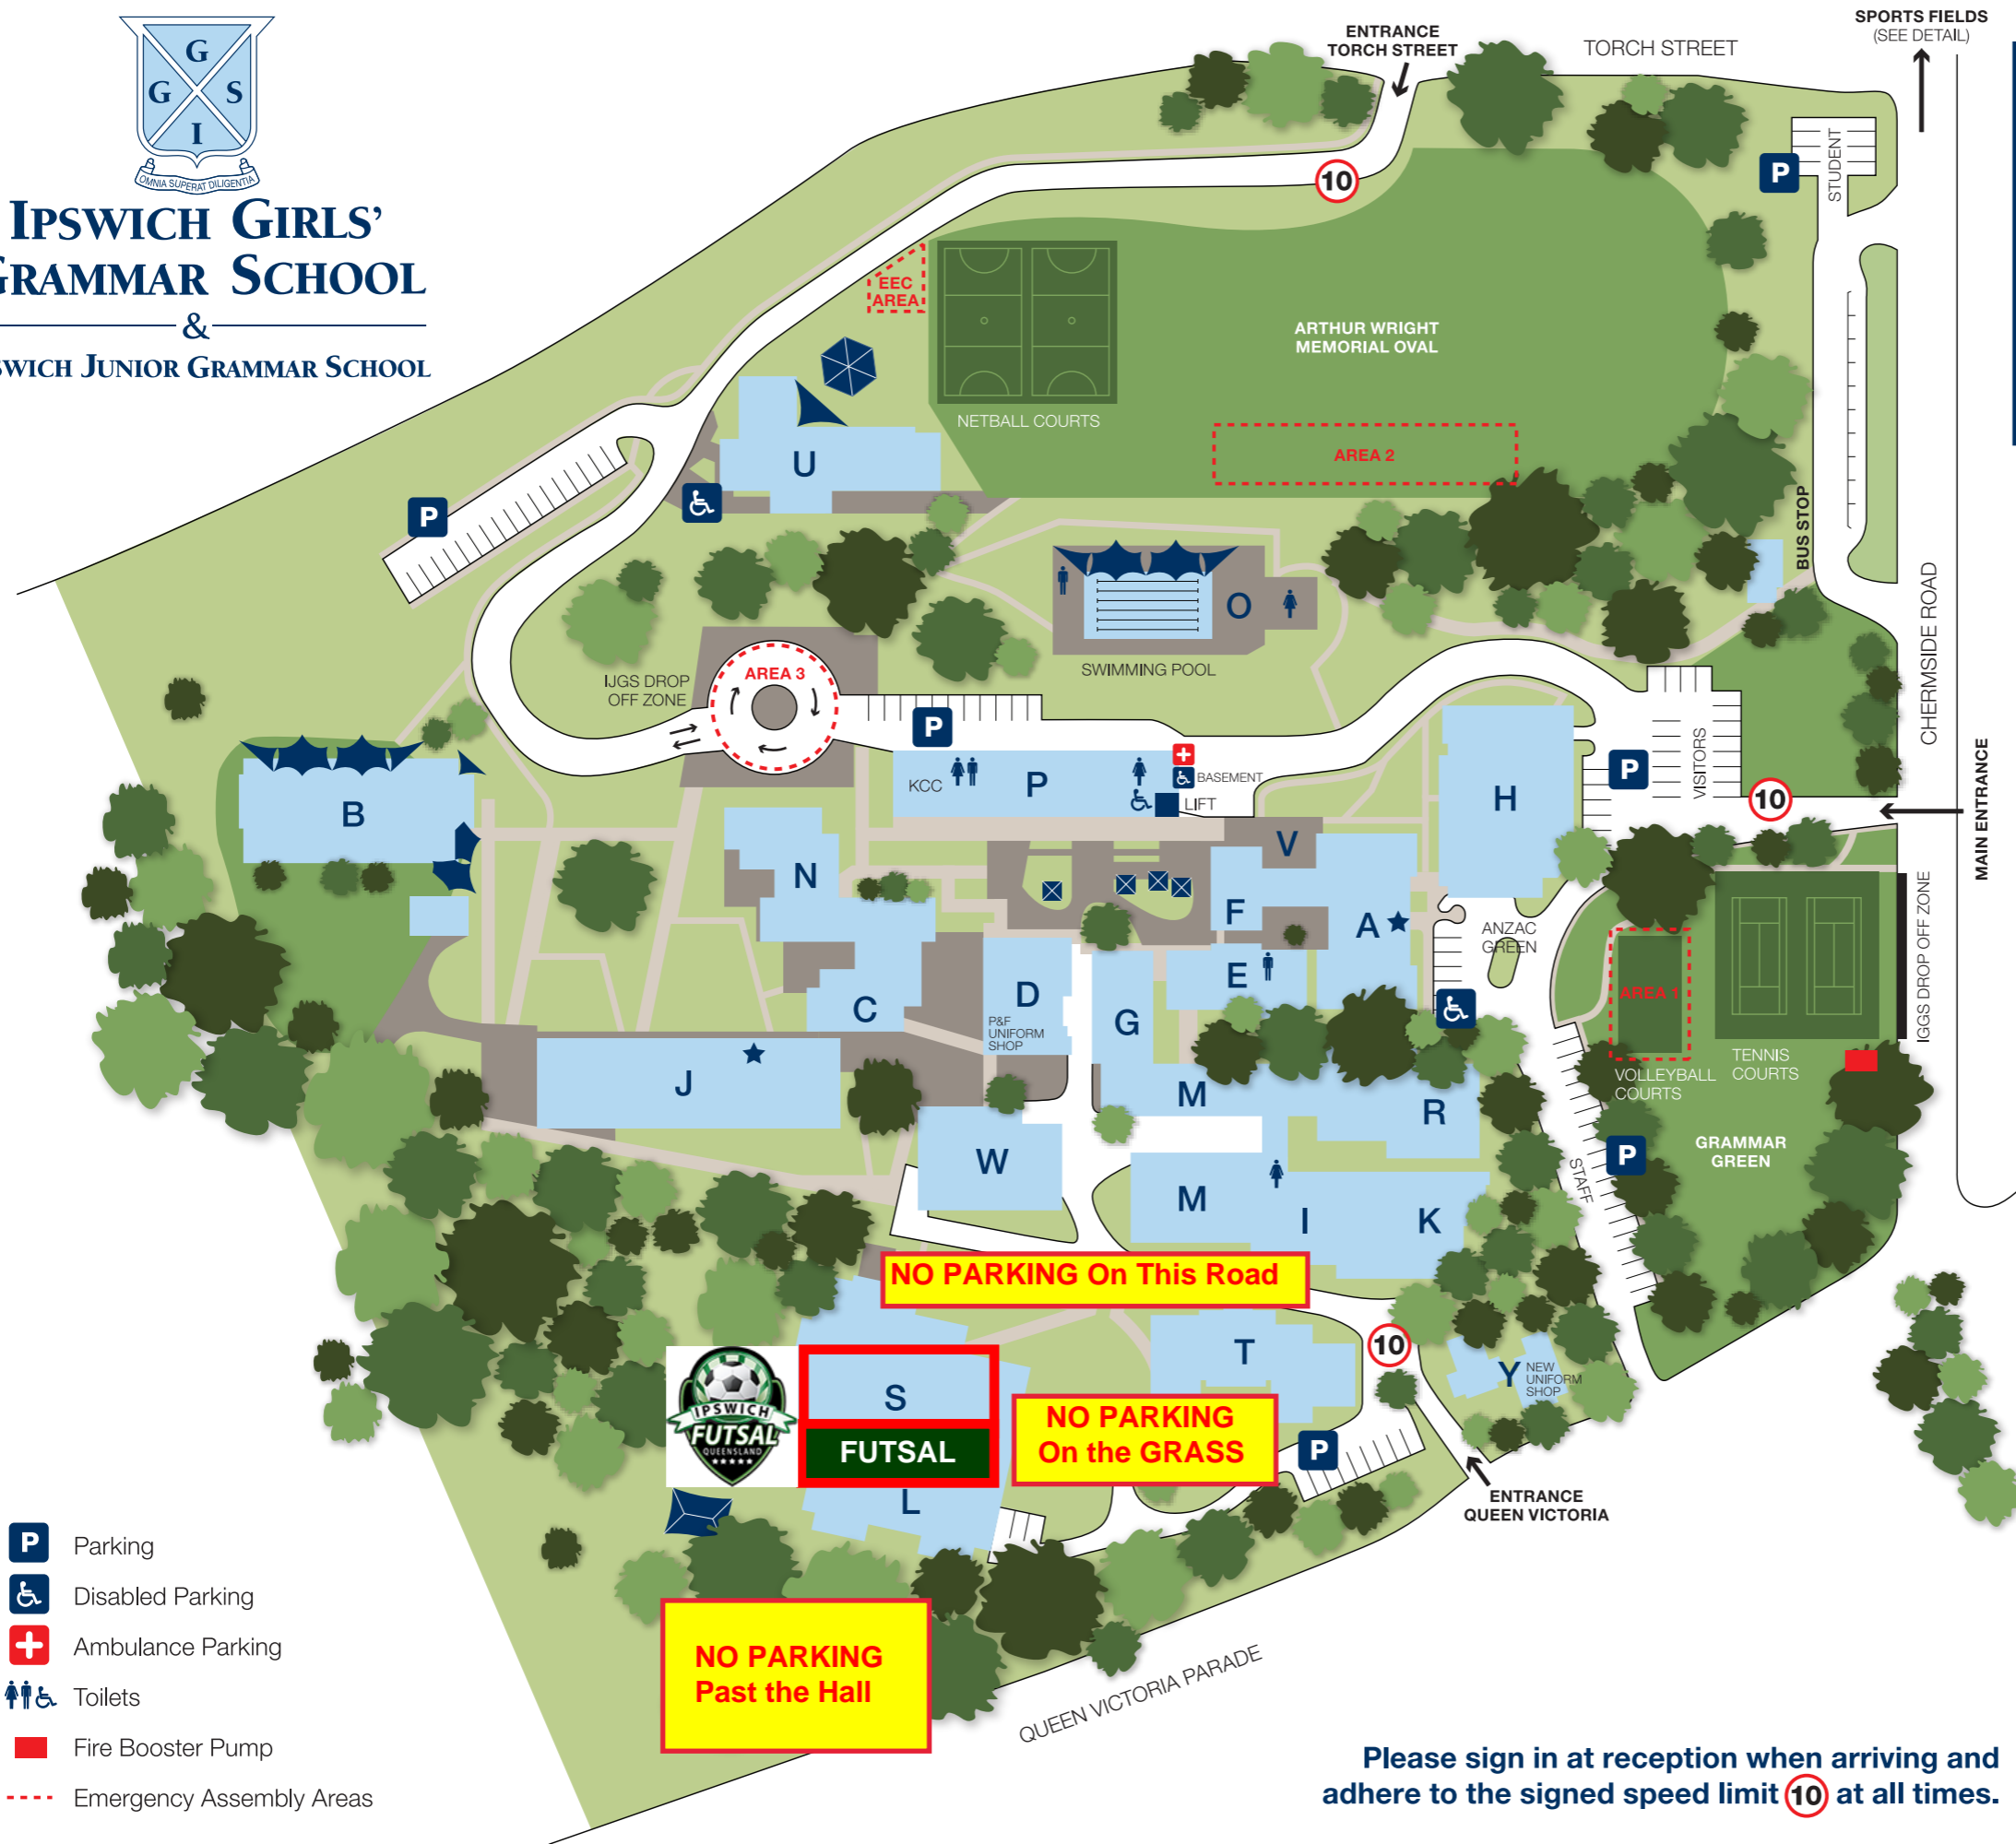 G
G S
I
OMNIA SUPERAT DILIGENTIA
IPSWICH GIRLS'
GRAMMAR SCHOOL
&
SWICH JUNIOR GRAMMAR SCHOOL
ENTRANCE
TORCH STREET
TORCH STREET
SPORTS FIELDS
(SEE DETAIL)
10
P
STUDENT
EEC
AREA
ARTHUR WRIGHT
MEMORIAL OVAL
NETBALL COURTS
AREA 2
U
P
BUS STOP
CHERMSIDE ROAD
O
SWIMMING POOL
IJGS DROP
OFF ZONE
AREA 3
P
KCC
P
BASEMENT
LIFT
H
P
VISITORS
10
MAIN ENTRANCE
B
N
V
F
A
ANZAC
GREEN
IGGS DROP OFF ZONE
E
C
D
P&F
UNIFORM
SHOP
G
AREA 1
VOLLEYBALL
COURTS
TENNIS
COURTS
J
M
R
GRAMMAR
GREEN
P
STAFF
W
M
I
K
NO PARKING On This Road
T
10
Y
NEW
UNIFORM
SHOP
S
IPSWICH
FUTSAL
QUEENSLAND
FUTSAL
NO PARKING
On the GRASS
P
L
ENTRANCE
QUEEN VICTORIA
NO PARKING
Past the Hall
QUEEN VICTORIA PARADE
P Parking
Disabled Parking
Ambulance Parking
Toilets
Fire Booster Pump
Emergency Assembly Areas
Please sign in at reception when arriving and
adhere to the signed speed limit 10 at all times.